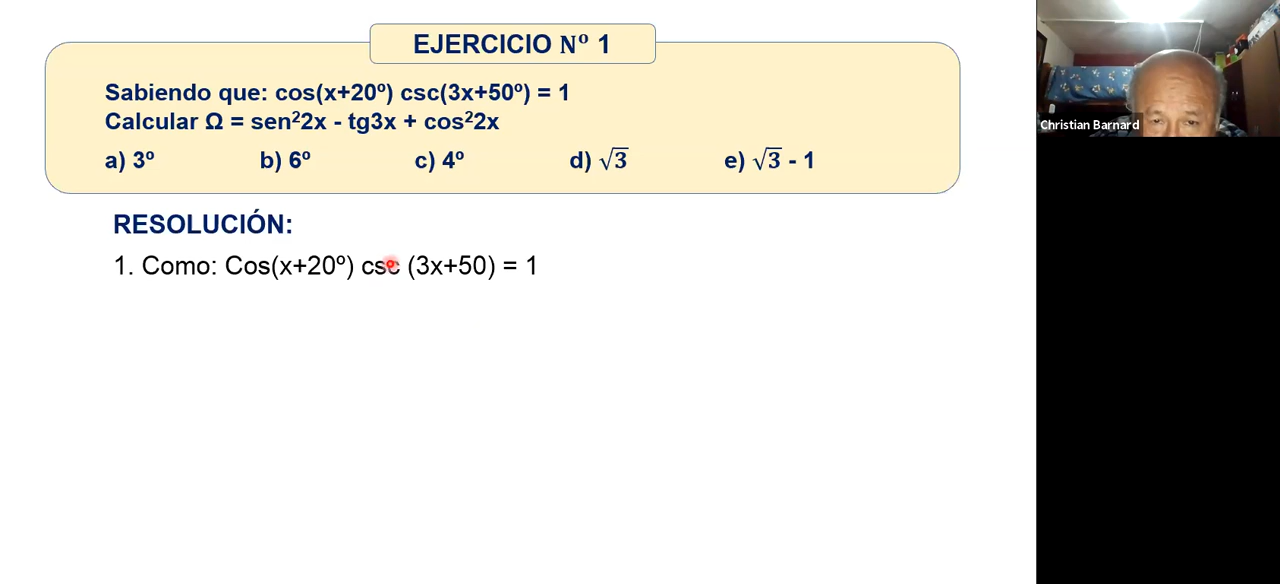 EJERCICIO Nº 1
Sabiendo que: cos(x+20º) csc(3x+50º) = 1
Calcular Ω = sen²2x - tg3x + cos²2x
a) 3º b) 6º c) 4º d) √3 e) √3 - 1
RESOLUCIÓN:
1. Como: Cos(x+20º) csc (3x+50) = 1
Christian Barnard